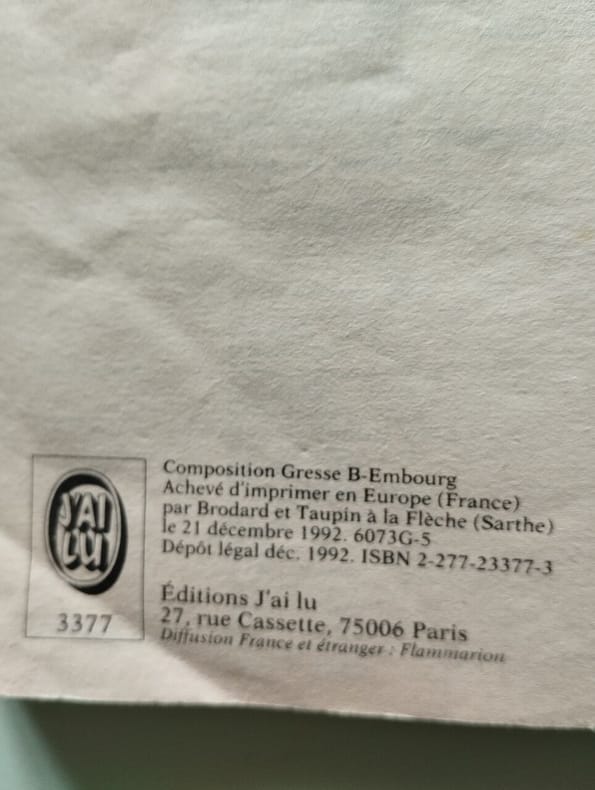 Composition Gresse B-Embourg
Achevé d'imprimer en Europe (France)
par Brodard et Taupin à la Flèche (Sarthe)
le 21 décembre 1992. 6073G-5
Dépôt légal déc. 1992. ISBN 2-277-23377-3
J'AI
LU
3377
Éditions J'ai lu
27, rue Cassette, 75006 Paris
Diffusion France et étranger : Flammarion